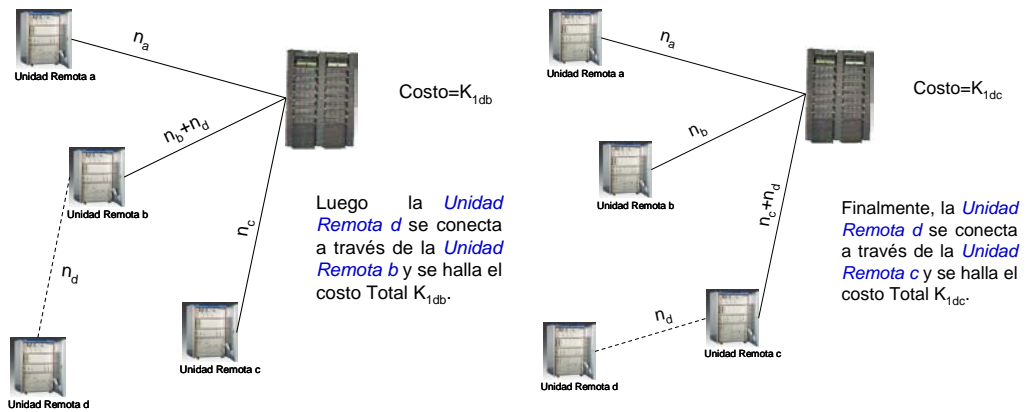 n_a
Unidad Remota a
Costo=K_1db
n_b+n_d
Unidad Remota b
n_c
n_d
Luego la Unidad
Remota d se conecta
a través de la Unidad
Remota b y se halla el
costo Total K_1db.
Unidad Remota c
Unidad Remota d
n_a
Unidad Remota a
Costo=K_1dc
n_b
Unidad Remota b
n_c+n_d
Finalmente, la Unidad
Remota d se conecta
a través de la Unidad
Remota c y se halla el
costo Total K_1dc.
n_d
Unidad Remota c
Unidad Remota d